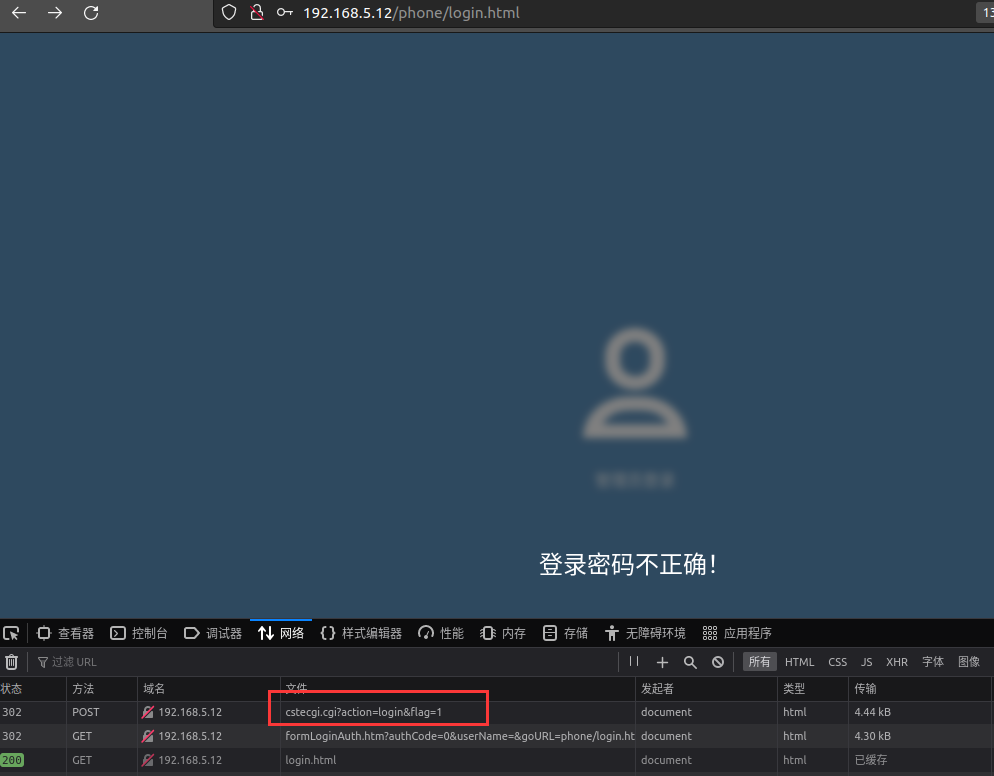 192.168.5.12/phone/login.html
13
登录密码不正确!
查看器 控制台 调试器 网络 样式编辑器 性能 内存 存储 无障碍环境 应用程序
过滤 URL 所有 HTML CSS JS XHR 字体 图像
状态 方法 域名 文件 发起者 类型 传输
302 POST 192.168.5.12 cstecgi.cgi?action=login&flag=1 document html 4.44 kB
302 GET 192.168.5.12 formLoginAuth.htm?authCode=0&userName=&goURL=phone/login.ht document html 4.30 kB
200 GET 192.168.5.12 login.html document html 已缓存